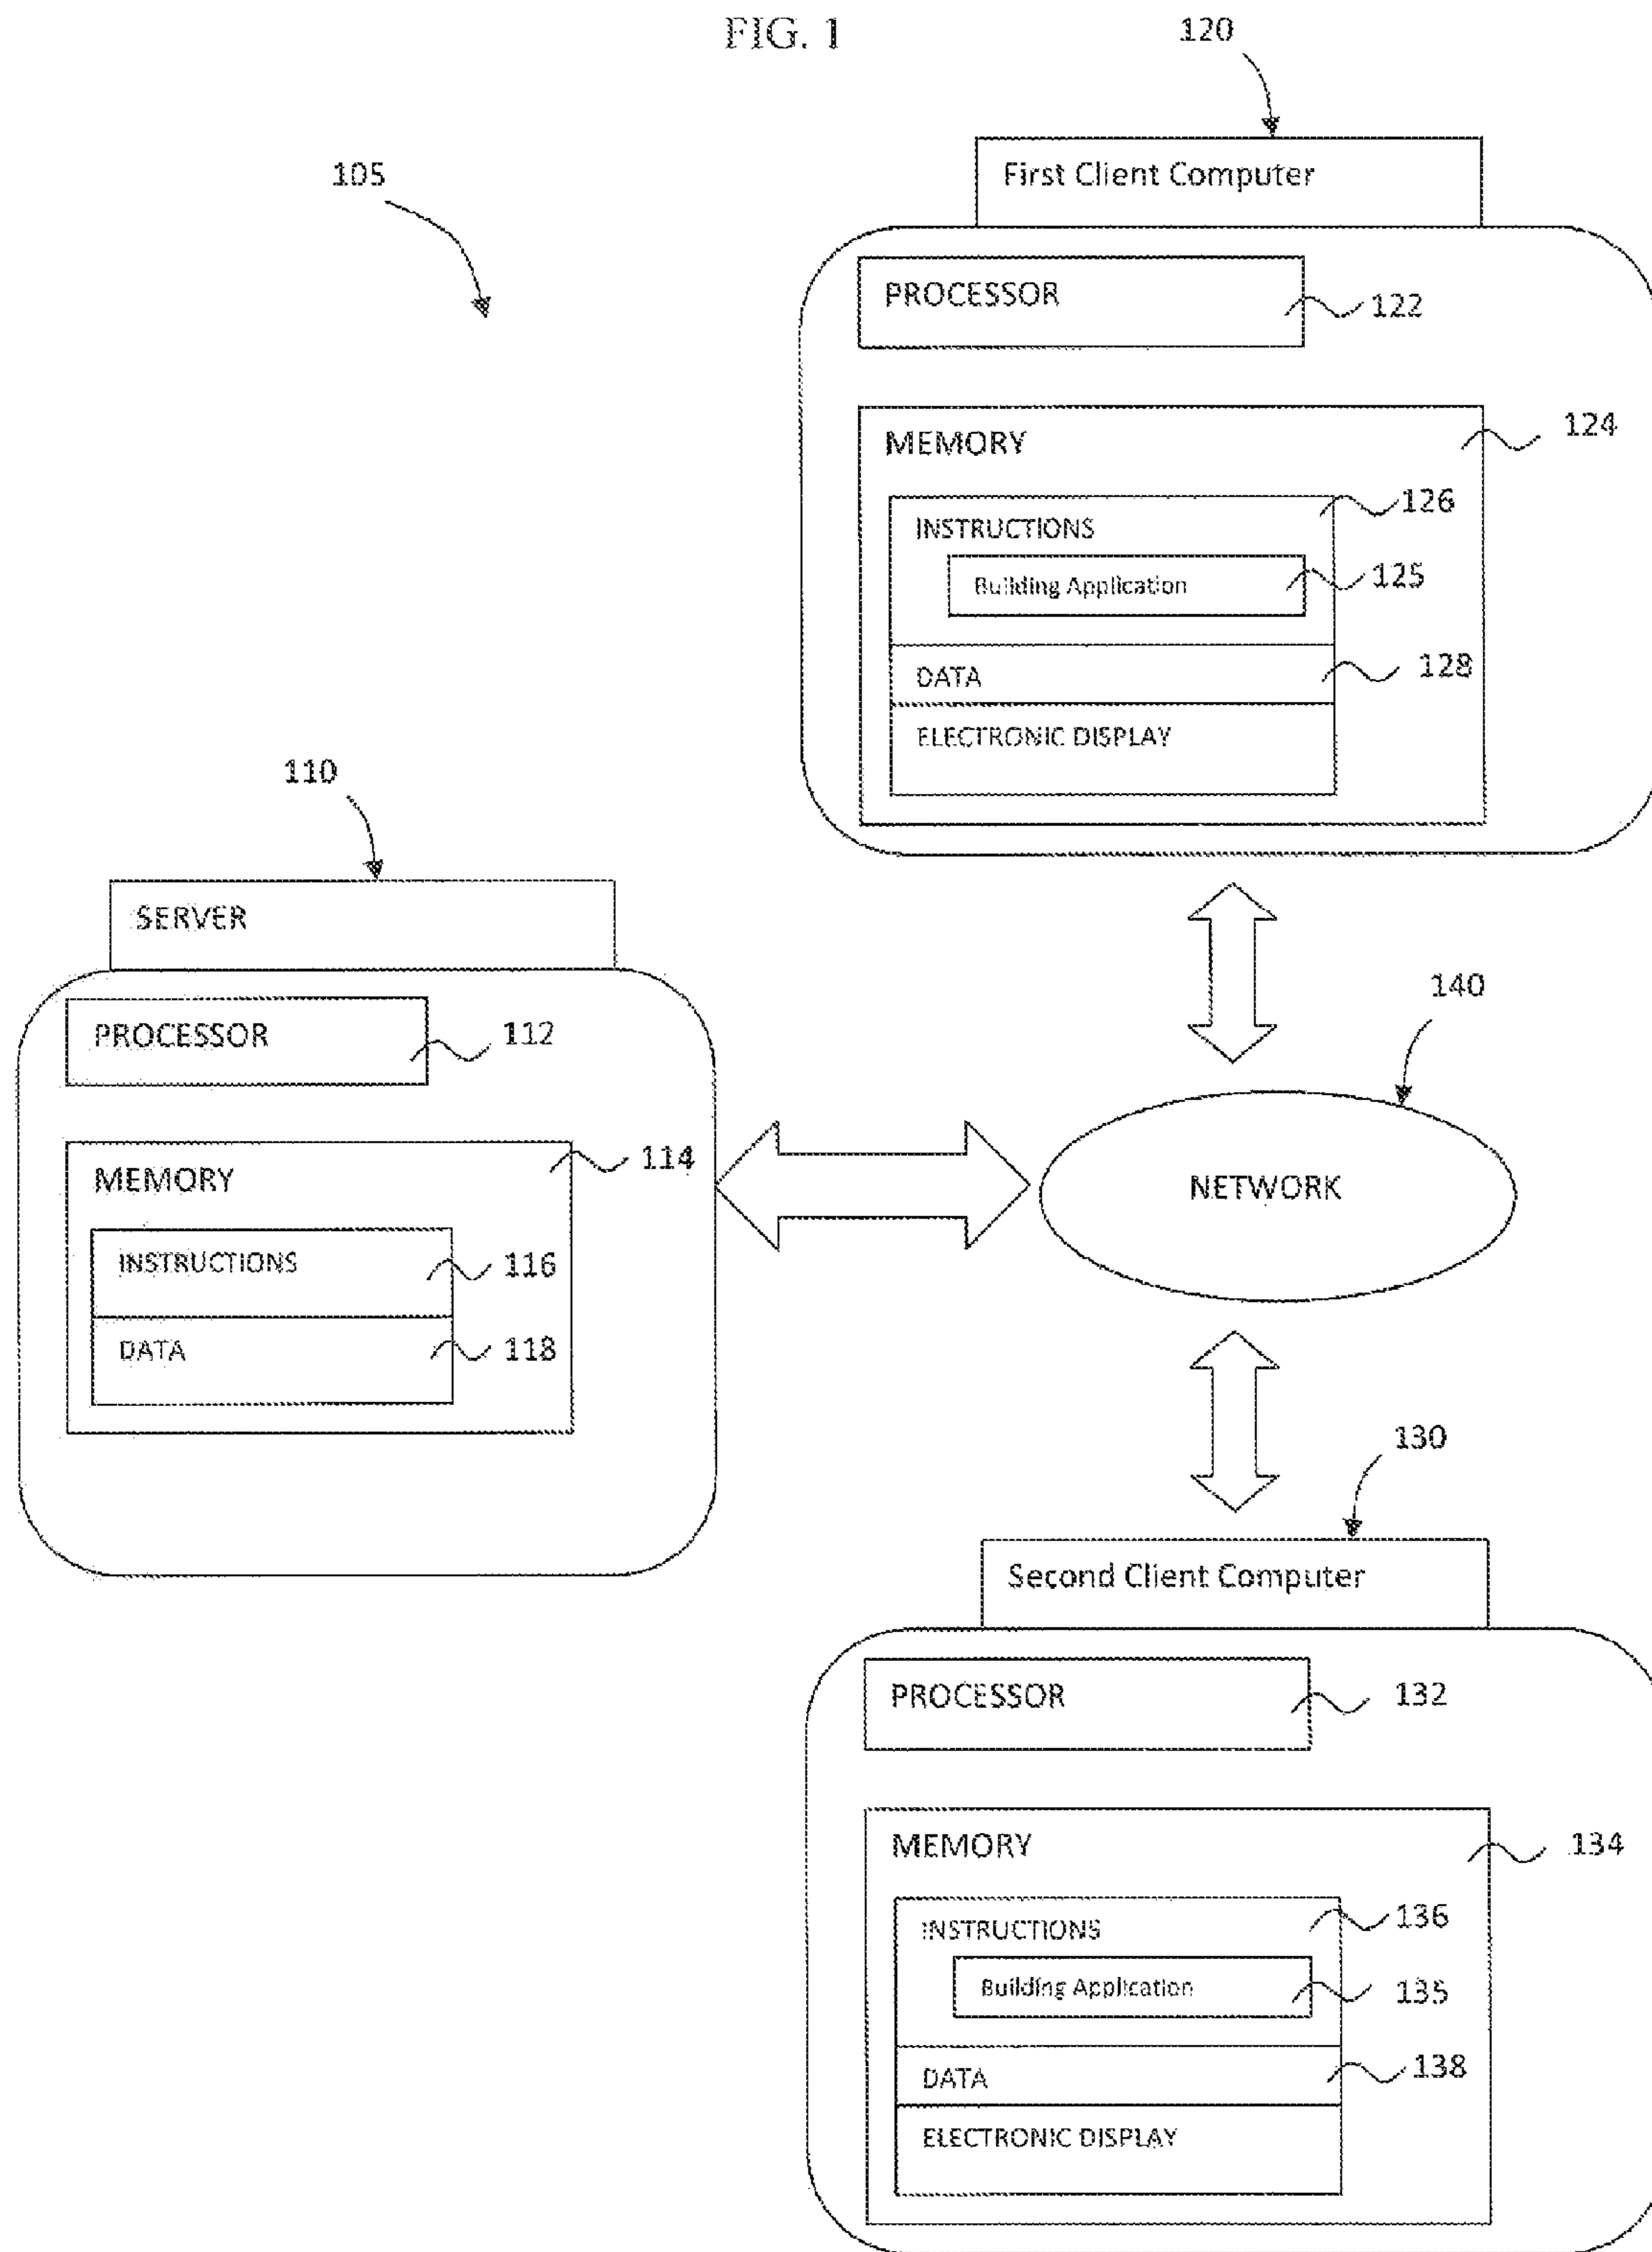 FIG. 1
120
105
First Client Computer
PROCESSOR
122
MEMORY
124
126
INSTRUCTIONS
Building Application
125
DATA
128
ELECTRONIC DISPLAY
110
SERVER
PROCESSOR
112
MEMORY
114
INSTRUCTIONS
116
DATA
118
140
NETWORK
130
Second Client Computer
PROCESSOR
132
MEMORY
134
136
INSTRUCTIONS
Building Application
135
DATA
138
ELECTRONIC DISPLAY